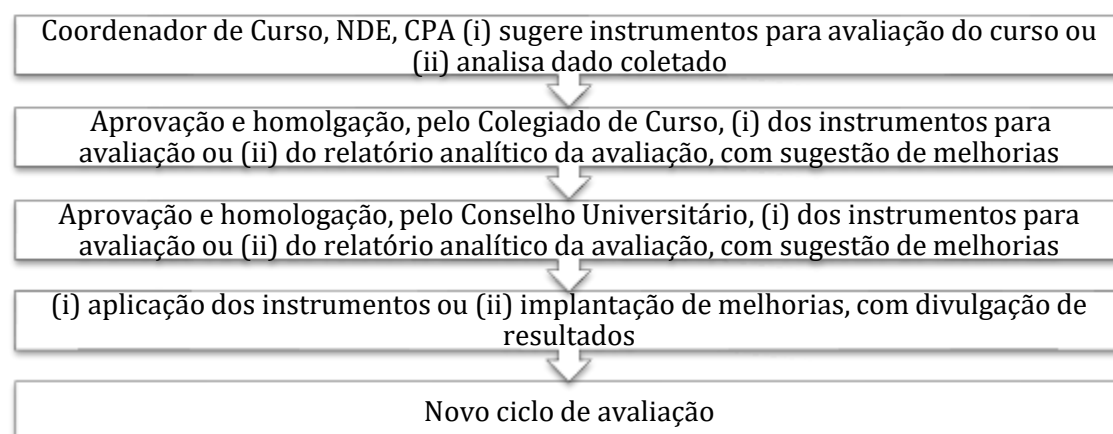 Coordenador de Curso, NDE, CPA (i) sugere instrumentos para avaliação do curso ou
(ii) analisa dado coletado
Aprovação e homolgação, pelo Colegiado de Curso, (i) dos instrumentos para
avaliação ou (ii) do relatório analítico da avaliação, com sugestão de melhorias
Aprovação e homologação, pelo Conselho Universitário, (i) dos instrumentos para
avaliação ou (ii) do relatório analítico da avaliação, com sugestão de melhorias
(i) aplicação dos instrumentos ou (ii) implantação de melhorias, com divulgação de
resultados
Novo ciclo de avaliação